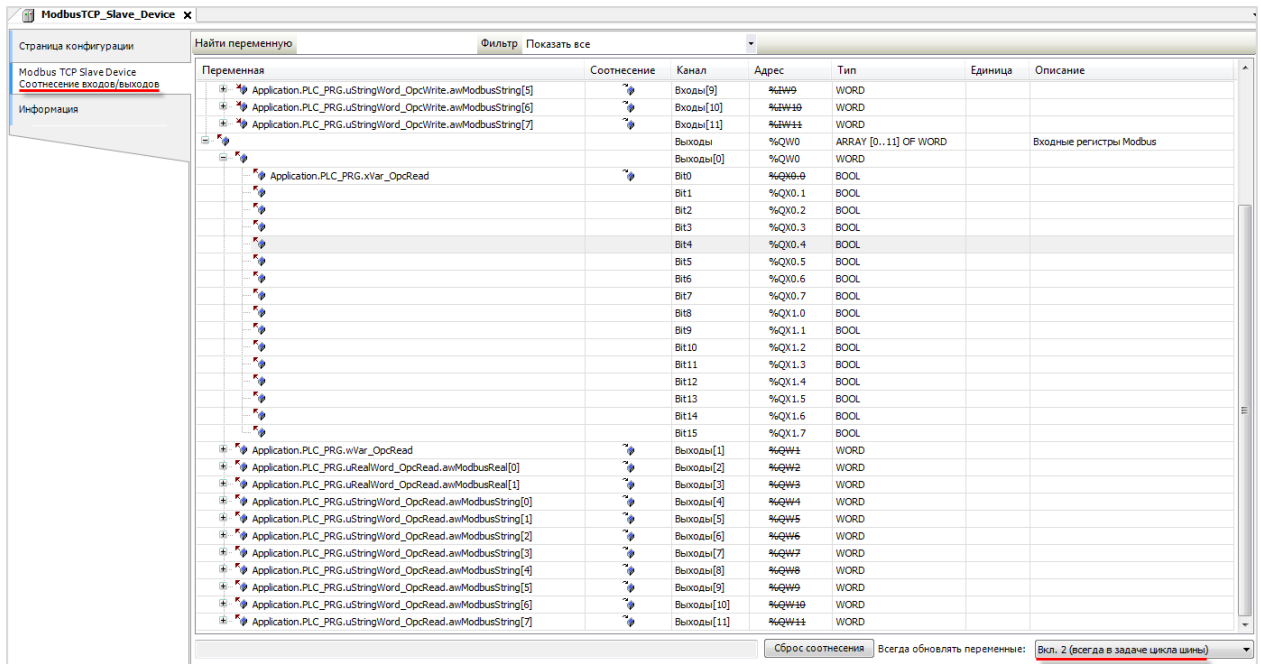 ModbusTCP_Slave_Device
Страница конфигурации
Modbus TCP Slave Device
Соотнесение входов/выходов
Информация
Найти переменную Фильтр Показать все
Переменная Соотнесение Канал Адрес Тип Единица Описание
Application.PLC_PRG.uStringWord_OpcWrite.awModbusString[5] Входы[9] %IW9 WORD
Application.PLC_PRG.uStringWord_OpcWrite.awModbusString[6] Входы[10] %IW10 WORD
Application.PLC_PRG.uStringWord_OpcWrite.awModbusString[7] Входы[11] %IW11 WORD
Выходы %QW0 ARRAY [0..11] OF WORD Входные регистры Modbus
Выходы[0] %QW0 WORD
Application.PLC_PRG.xVar_OpcRead Bit0 %QX0.0 BOOL
Bit1 %QX0.1 BOOL
Bit2 %QX0.2 BOOL
Bit3 %QX0.3 BOOL
Bit4 %QX0.4 BOOL
Bit5 %QX0.5 BOOL
Bit6 %QX0.6 BOOL
Bit7 %QX0.7 BOOL
Bit8 %QX1.0 BOOL
Bit9 %QX1.1 BOOL
Bit10 %QX1.2 BOOL
Bit11 %QX1.3 BOOL
Bit12 %QX1.4 BOOL
Bit13 %QX1.5 BOOL
Bit14 %QX1.6 BOOL
Bit15 %QX1.7 BOOL
Application.PLC_PRG.wVar_OpcRead Выходы[1] %QW1 WORD
Application.PLC_PRG.uRealWord_OpcRead.awModbusReal[0] Выходы[2] %QW2 WORD
Application.PLC_PRG.uRealWord_OpcRead.awModbusReal[1] Выходы[3] %QW3 WORD
Application.PLC_PRG.uStringWord_OpcRead.awModbusString[0] Выходы[4] %QW4 WORD
Application.PLC_PRG.uStringWord_OpcRead.awModbusString[1] Выходы[5] %QW5 WORD
Application.PLC_PRG.uStringWord_OpcRead.awModbusString[2] Выходы[6] %QW6 WORD
Application.PLC_PRG.uStringWord_OpcRead.awModbusString[3] Выходы[7] %QW7 WORD
Application.PLC_PRG.uStringWord_OpcRead.awModbusString[4] Выходы[8] %QW8 WORD
Application.PLC_PRG.uStringWord_OpcRead.awModbusString[5] Выходы[9] %QW9 WORD
Application.PLC_PRG.uStringWord_OpcRead.awModbusString[6] Выходы[10] %QW10 WORD
Application.PLC_PRG.uStringWord_OpcRead.awModbusString[7] Выходы[11] %QW11 WORD
Сброс соотнесения Всегда обновлять переменные: Вкл. 2 (всегда в задаче цикла шины)